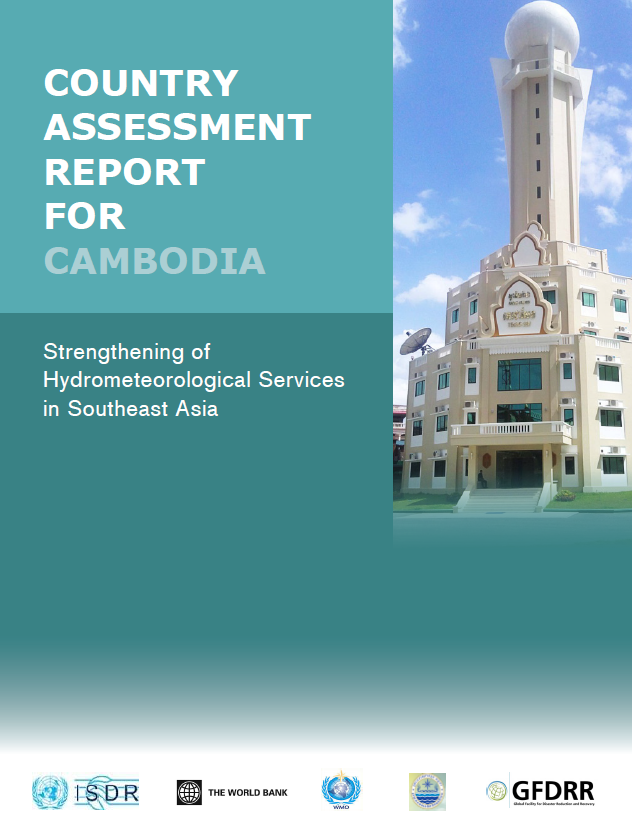 COUNTRY
ASSESSMENT
REPORT
FOR
CAMBODIA
Strengthening of
Hydrometeorological Services
in Southeast Asia
ISDR
THE WORLD BANK
WMO
GFDRR
Global Facility for Disaster Reduction and Recovery